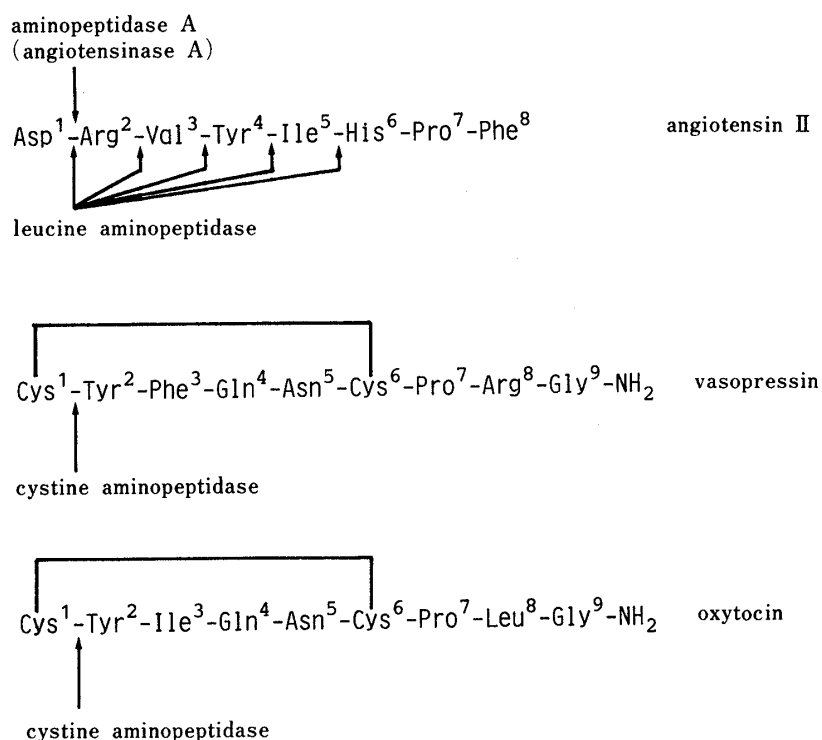 aminopeptidase A
(angiotensinase A)
Asp¹-Arg²-Val³-Tyr⁴-Ile⁵-His⁶-Pro⁷-Phe⁸ angiotensin II
leucine aminopeptidase
Cys¹-Tyr²-Phe³-Gln⁴-Asn⁵-Cys⁶-Pro⁷-Arg⁸-Gly⁹-NH₂ vasopressin
cystine aminopeptidase
Cys¹-Tyr²-Ile³-Gln⁴-Asn⁵-Cys⁶-Pro⁷-Leu⁸-Gly⁹-NH₂ oxytocin
cystine aminopeptidase